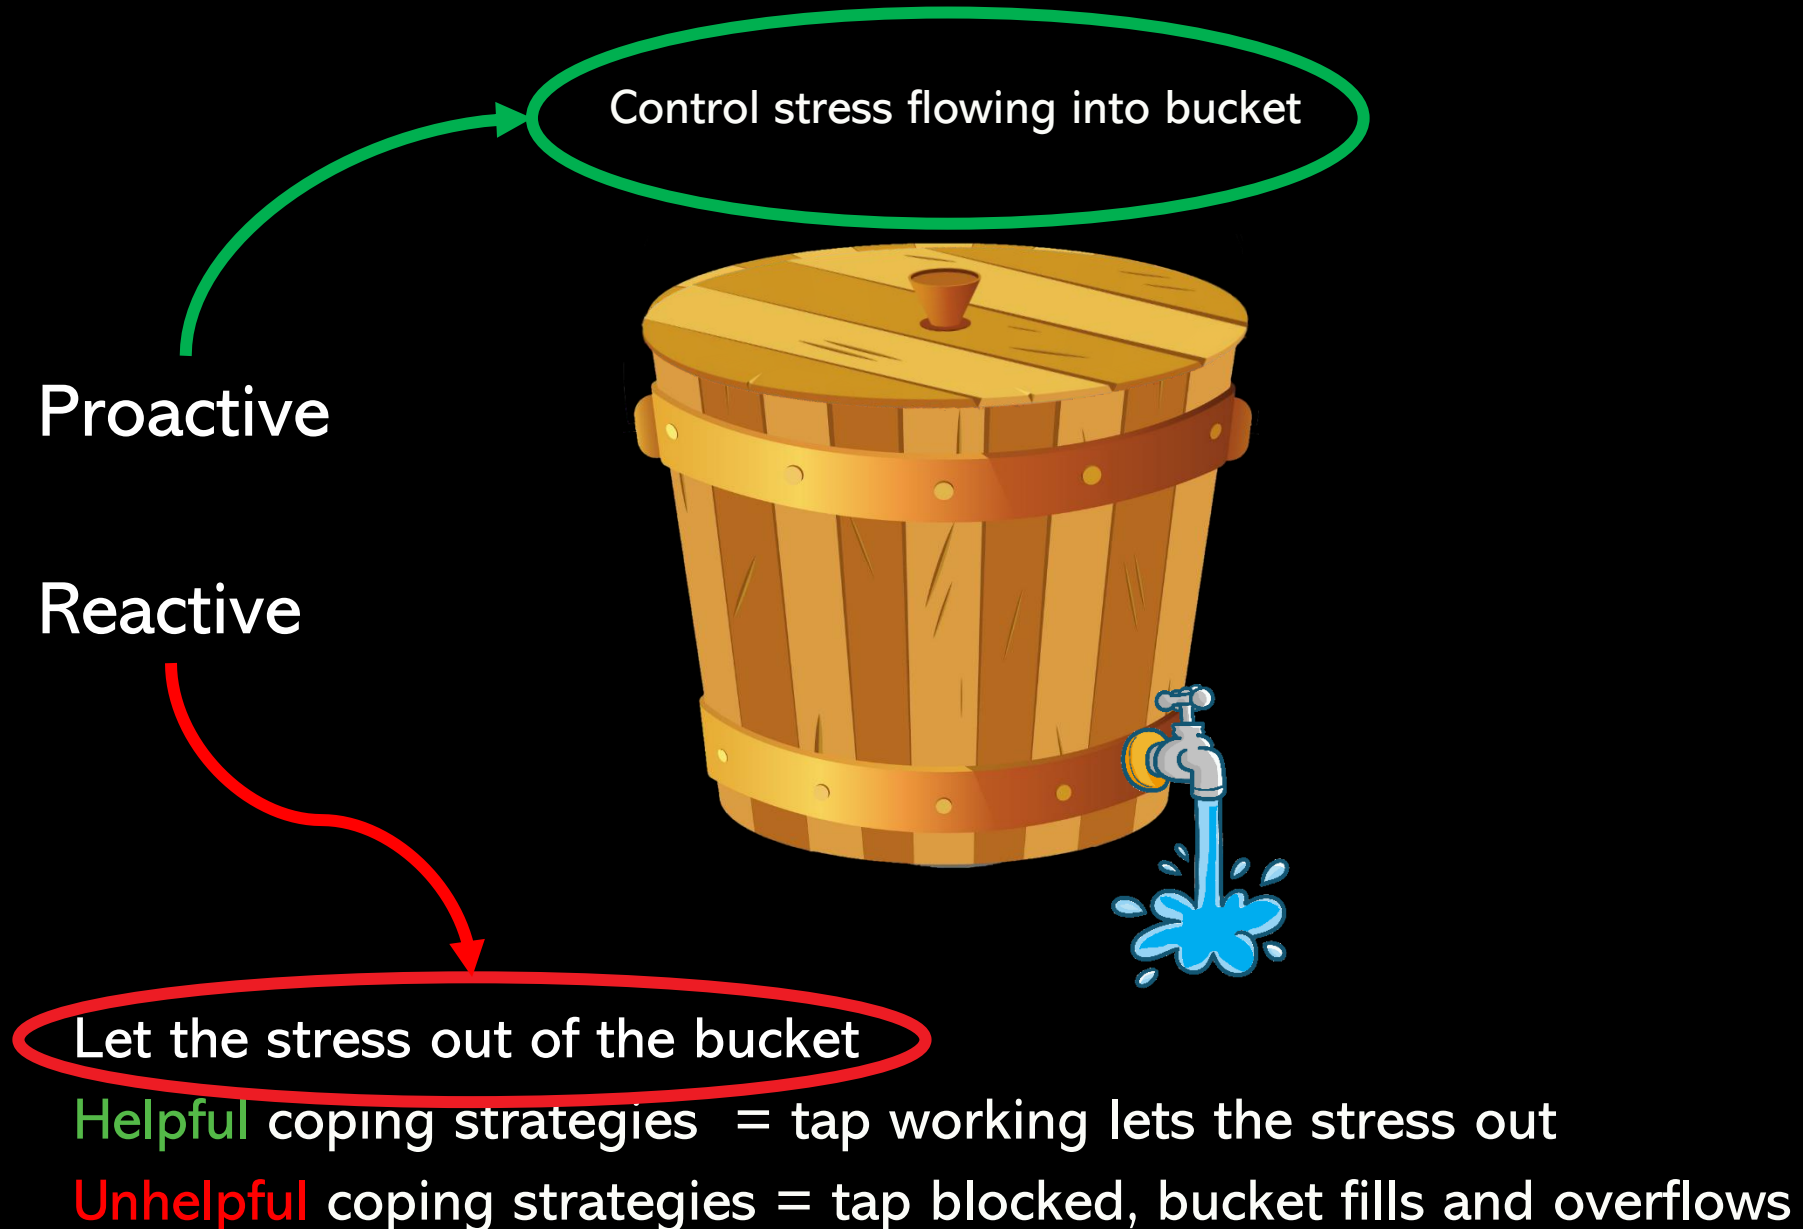 Control stress flowing into bucket
Proactive
Reactive
Let the stress out of the bucket
Helpful coping strategies = tap working lets the stress out
Unhelpful coping strategies = tap blocked, bucket fills and overflows